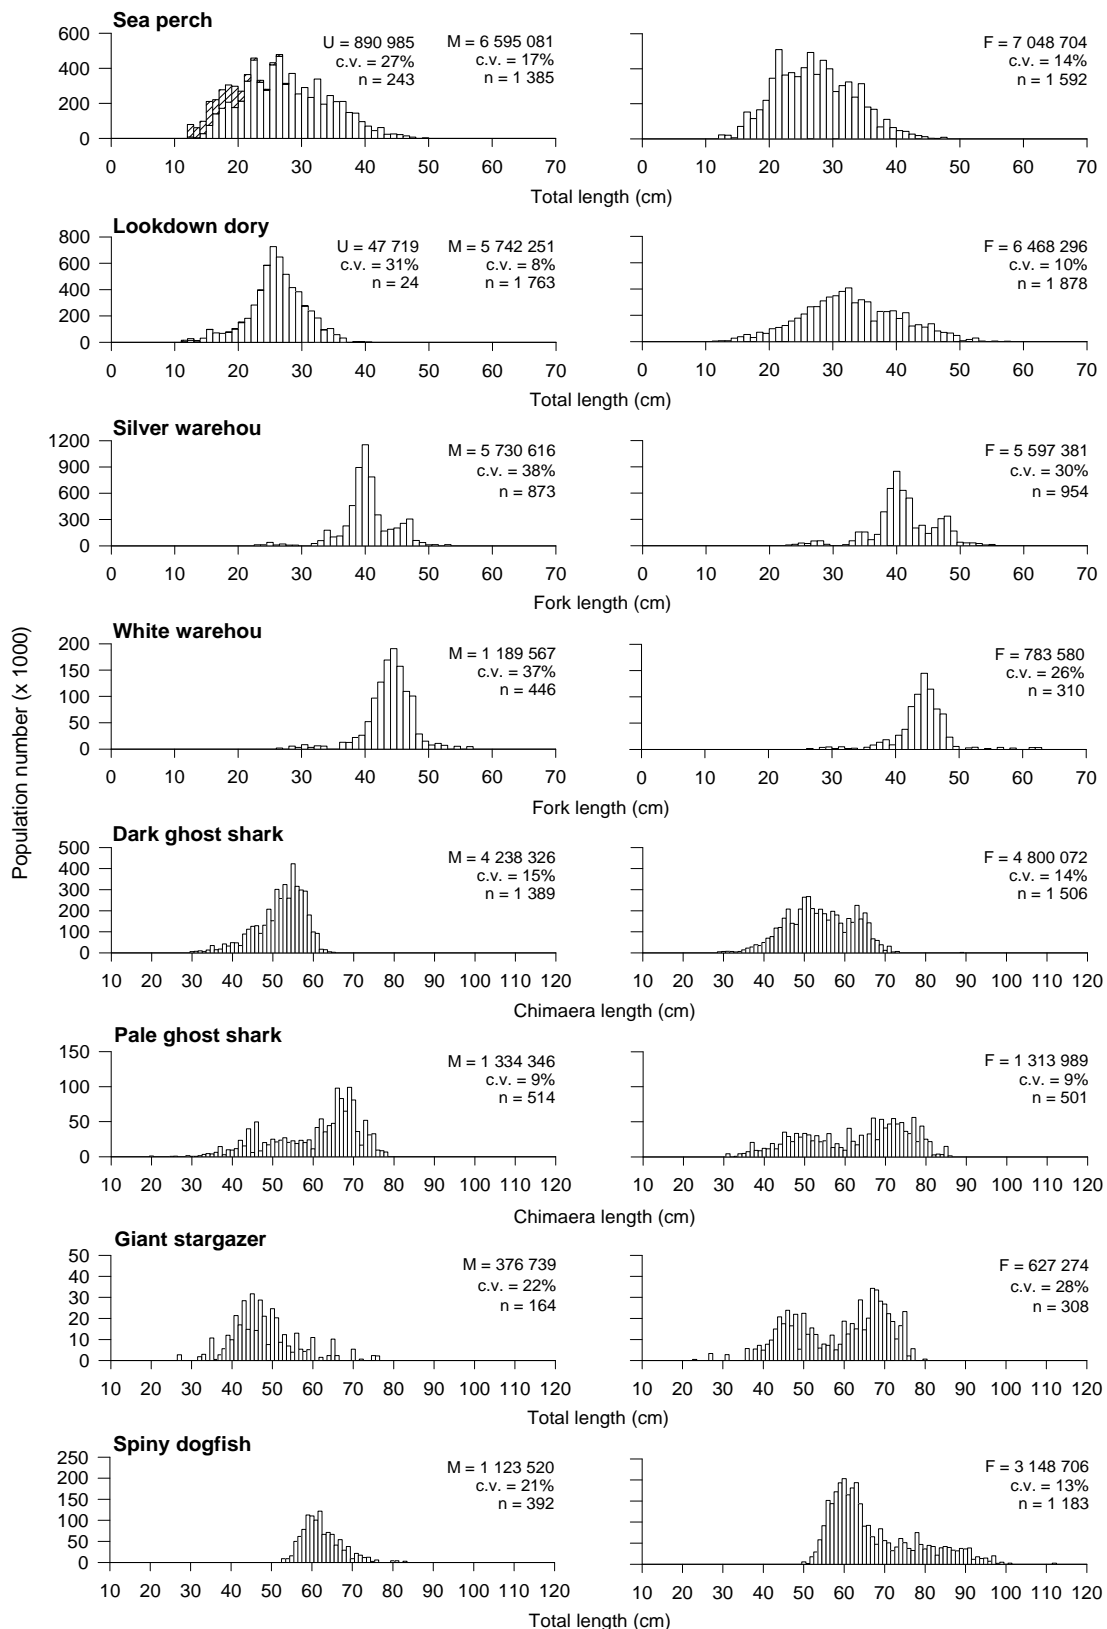 Population number (x 1000)
Sea perch
U = 890 985
c.v. = 27%
n = 243
M = 6 595 081
c.v. = 17%
n = 1 385
F = 7 048 704
c.v. = 14%
n = 1 592
600
400
200
0
0 10 20 30 40 50 60 70
0 10 20 30 40 50 60 70
Total length (cm)
Lookdown dory
U = 47 719
c.v. = 31%
n = 24
M = 5 742 251
c.v. = 8%
n = 1 763
F = 6 468 296
c.v. = 10%
n = 1 878
800
600
400
200
0
0 10 20 30 40 50 60 70
0 10 20 30 40 50 60 70
Total length (cm)
Silver warehou
M = 5 730 616
c.v. = 38%
n = 873
F = 5 597 381
c.v. = 30%
n = 954
1200
900
600
300
0
0 10 20 30 40 50 60 70
0 10 20 30 40 50 60 70
Fork length (cm)
White warehou
M = 1 189 567
c.v. = 37%
n = 446
F = 783 580
c.v. = 26%
n = 310
200
150
100
50
0
0 10 20 30 40 50 60 70
0 10 20 30 40 50 60 70
Fork length (cm)
Dark ghost shark
M = 4 238 326
c.v. = 15%
n = 1 389
F = 4 800 072
c.v. = 14%
n = 1 506
500
400
300
200
100
0
10 20 30 40 50 60 70 80 90 100 110 120
10 20 30 40 50 60 70 80 90 100 110 120
Chimaera length (cm)
Pale ghost shark
M = 1 334 346
c.v. = 9%
n = 514
F = 1 313 989
c.v. = 9%
n = 501
150
100
50
0
10 20 30 40 50 60 70 80 90 100 110 120
10 20 30 40 50 60 70 80 90 100 110 120
Chimaera length (cm)
Giant stargazer
M = 376 739
c.v. = 22%
n = 164
F = 627 274
c.v. = 28%
n = 308
50
40
30
20
10
0
10 20 30 40 50 60 70 80 90 100 110 120
10 20 30 40 50 60 70 80 90 100 110 120
Total length (cm)
Spiny dogfish
M = 1 123 520
c.v. = 21%
n = 392
F = 3 148 706
c.v. = 13%
n = 1 183
250
200
150
100
50
0
10 20 30 40 50 60 70 80 90 100 110 120
10 20 30 40 50 60 70 80 90 100 110 120
Total length (cm)